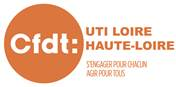 Cfdt:
UTI LOIRE
HAUTE-LOIRE
S'ENGAGER POUR CHACUN
AGIR POUR TOUS